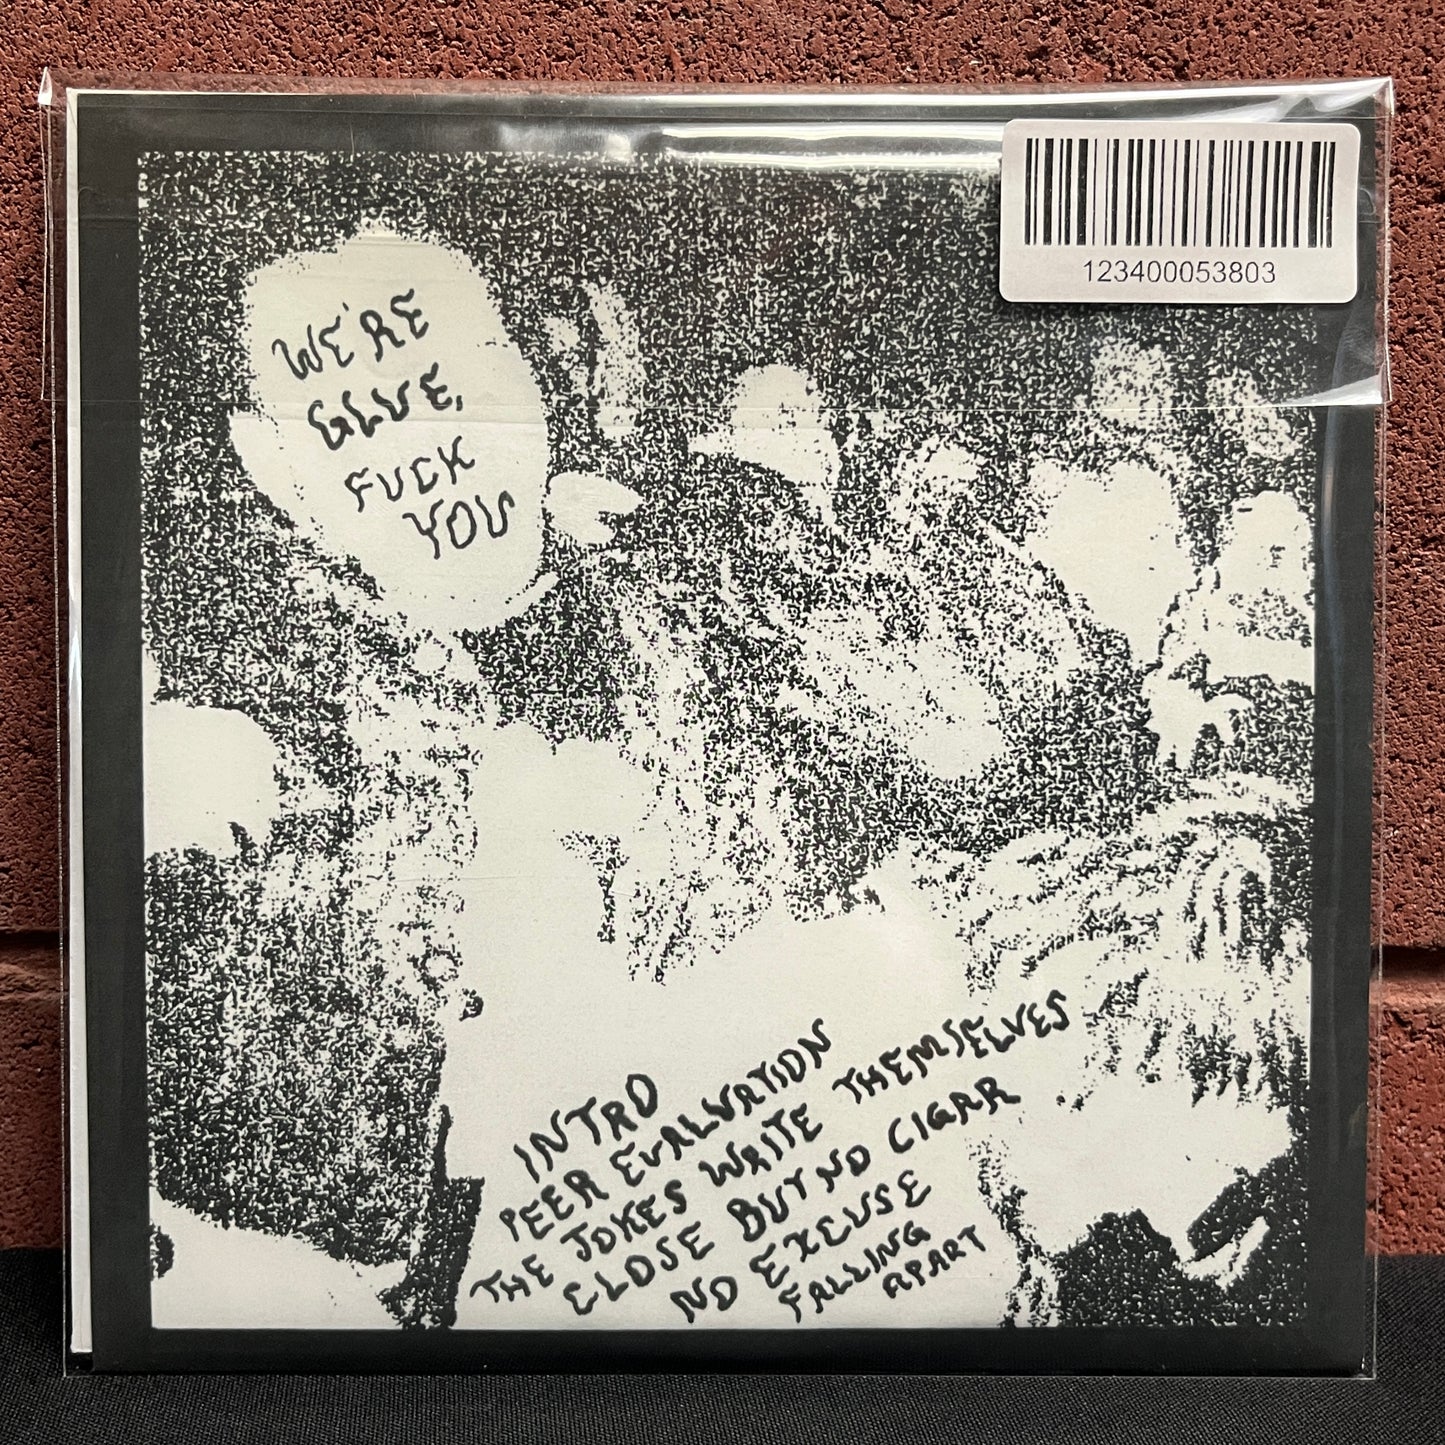 WE'RE
GLUE,
FUCK
YOU
123400053803
INTRO
PEER EVALUATION
THE JOKES WRITE THEMSELVES
CLOSE BUT NO CIGAR
NO EXCUSE
FALLING
APART